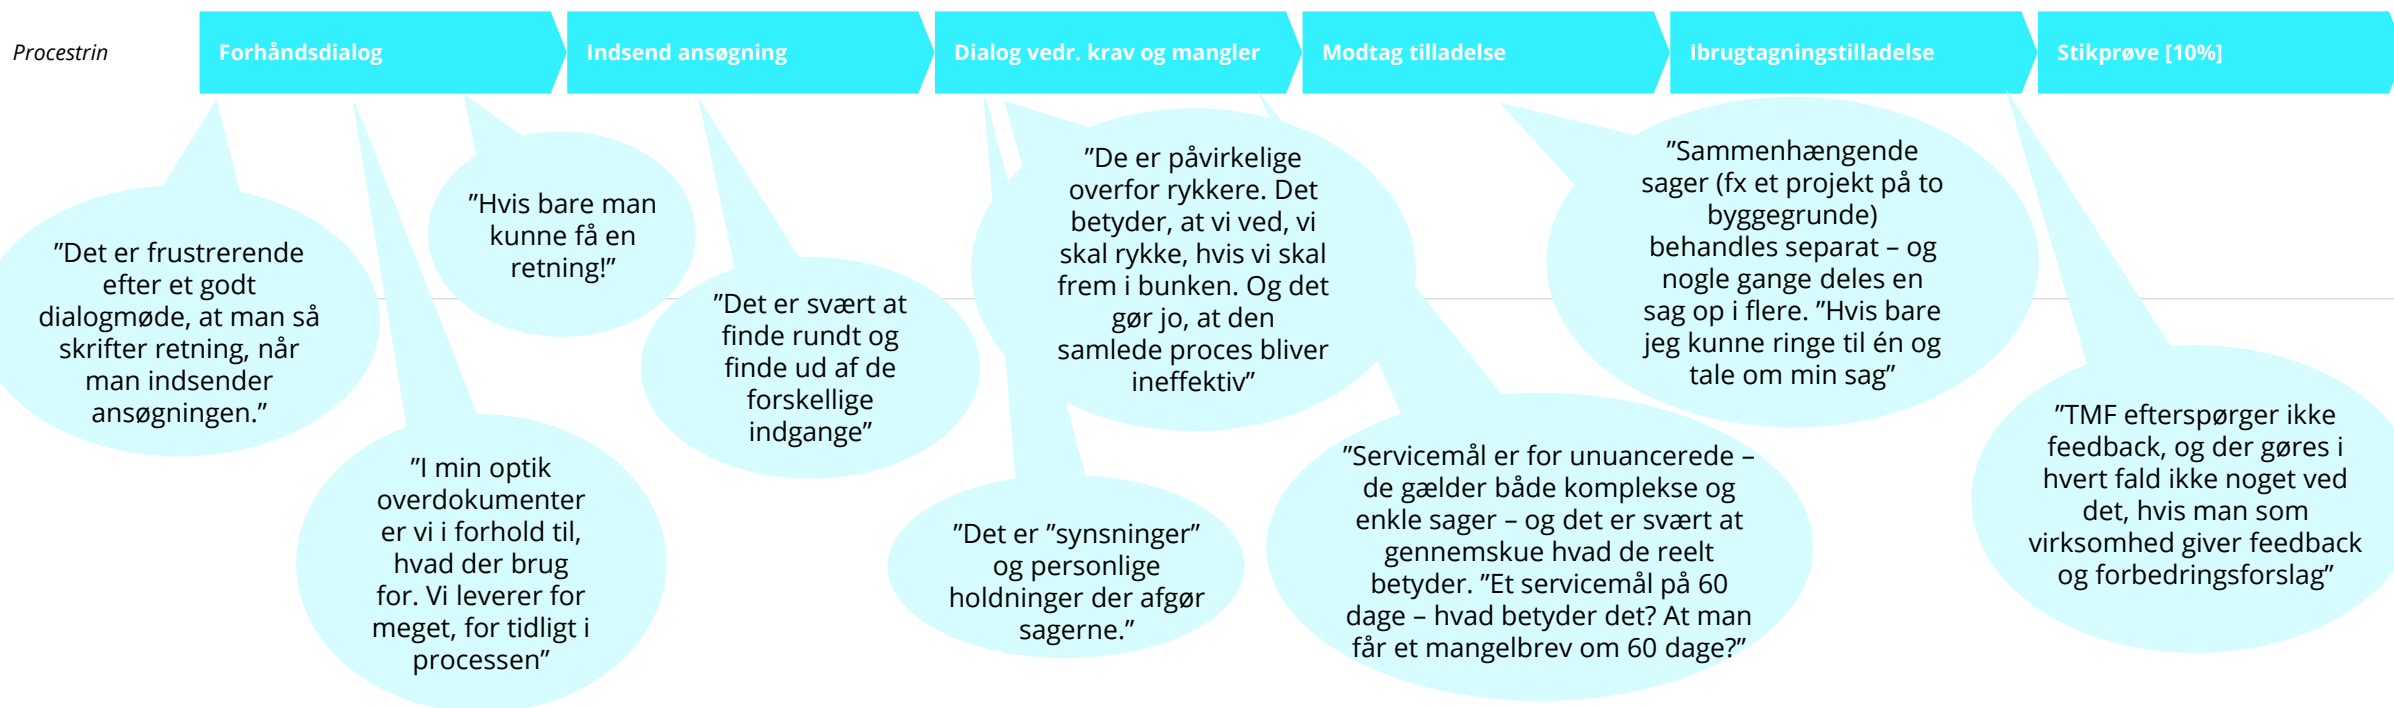 Procestrin
Forhåndsdialog
Indsend ansøgning
Dialog vedr. krav og mangler
Modtag tilladelse
Ibrugtagningstilladelse
Stikprøve [10%]
”Det er frustrerende
efter et godt
dialogmøde, at man så
skrifter retning, når
man indsender
ansøgningen.”
”I min optik
overdokumenter
er vi i forhold til,
hvad der brug
for. Vi leverer for
meget, for tidligt i
processen”
”Hvis bare man
kunne få en
retning!”
”Det er svært at
finde rundt og
finde ud af de
forskellige
indgange”
”Det er ”synsninger”
og personlige
holdninger der afgør
sagerne.”
”De er påvirkelige
overfor rykkere. Det
betyder, at vi ved, vi
skal rykke, hvis vi skal
frem i bunken. Og det
gør jo, at den
samlede proces bliver
ineffektiv”
”Servicemål er for unuancerede –
de gælder både komplekse og
enkle sager – og det er svært at
gennemskue hvad de reelt
betyder. ”Et servicemål på 60
dage – hvad betyder det? At man
får et mangelbrev om 60 dage?”
”Sammenhængende
sager (fx et projekt på to
byggegrunde)
behandles separat – og
nogle gange deles en
sag op i flere. ”Hvis bare
jeg kunne ringe til én og
tale om min sag”
”TMF efterspørger ikke
feedback, og der gøres i
hvert fald ikke noget ved
det, hvis man som
virksomhed giver feedback
og forbedringsforslag”